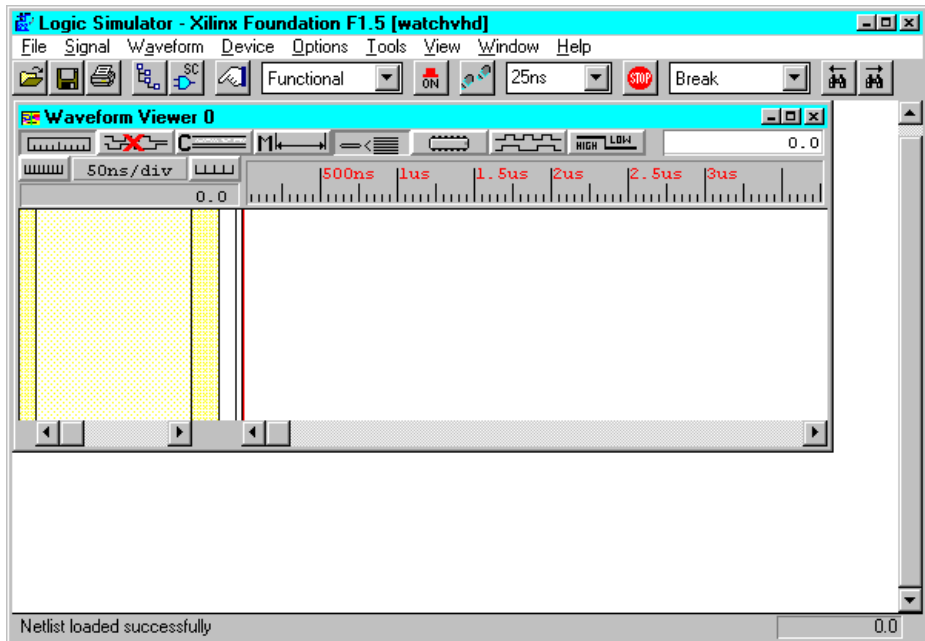 Logic Simulator - Xilinx Foundation F1.5 [watchvhd]
File Signal Waveform Device Options Tools View Window Help
SC Functional ON 25ns STOP Break
Waveform Viewer 0
C M HIGH LOW 0.0
50ns/div 500ns 1us 1.5us 2us 2.5us 3us
0.0
Netlist loaded successfully 0.0